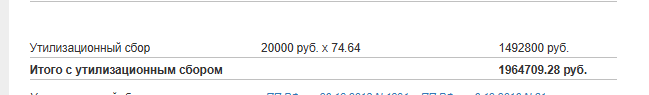 Утилизационный сбор 20000 руб. x 74.64 1492800 руб.
Итого с утилизационным сбором 1964709.28 руб.